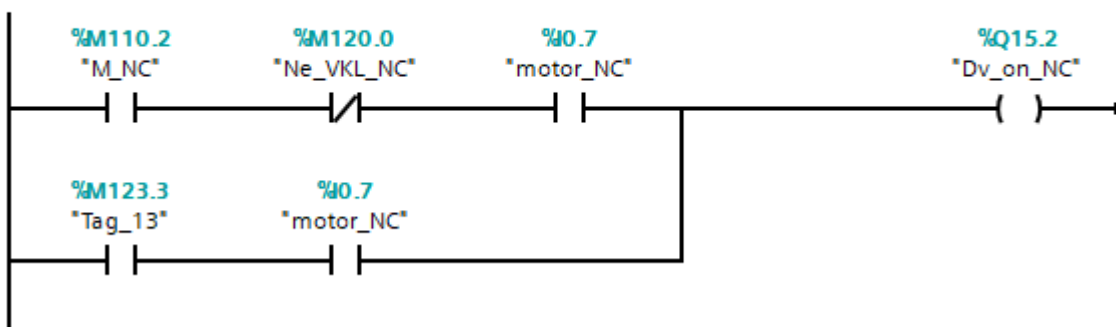 %M110.2 %M120.0 %I0.7 %Q15.2
"M_NC" "Ne_VKL_NC" "motor_NC" "Dv_on_NC"
%M123.3 %I0.7
"Tag_13" "motor_NC"